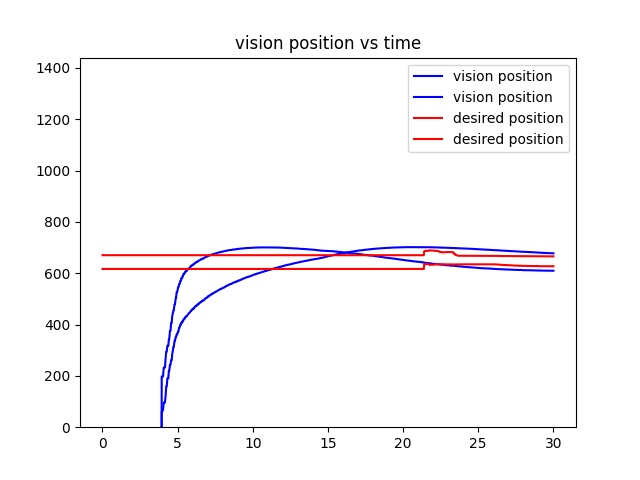 vision position vs time
1400
1200
1000
800
600
400
200
0
vision position
vision position
desired position
desired position
0 5 10 15 20 25 30